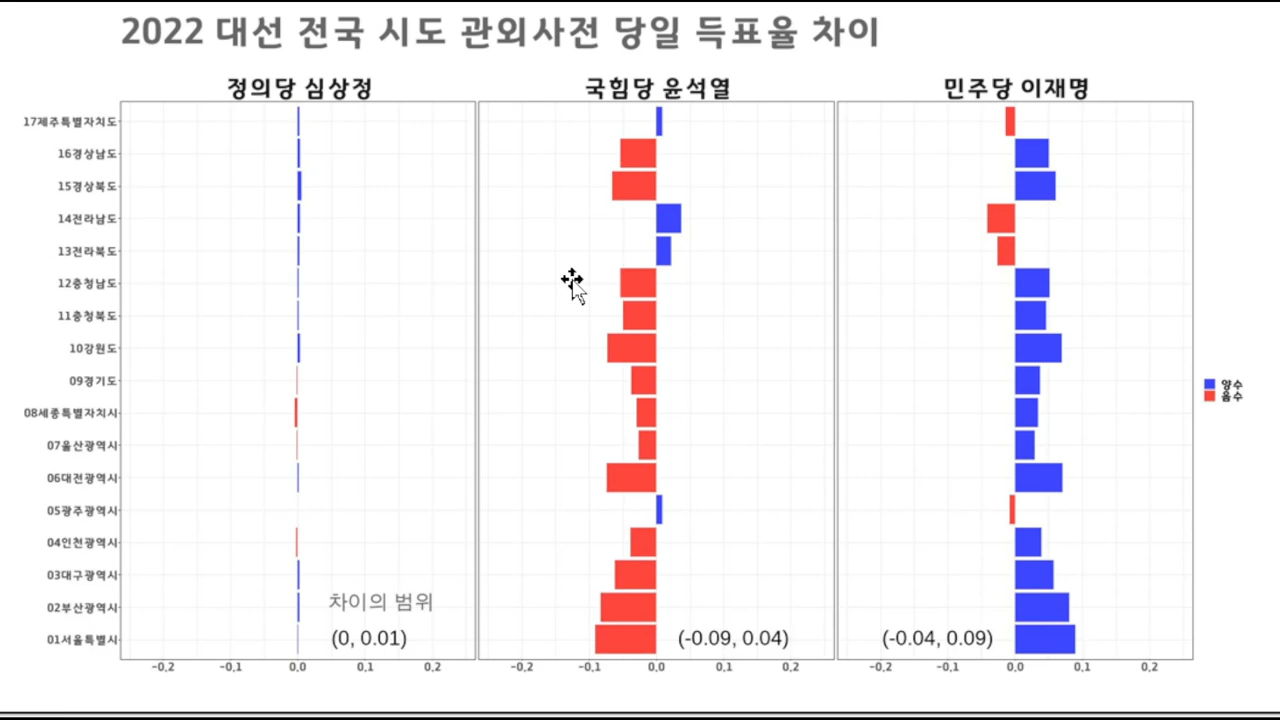 2022 대선 전국 시도 관외사전 당일 득표율 차이
정의당 심상정
국힘당 윤석열
민주당 이재명
17제주특별자치도
16경상남도
15경상북도
14전라남도
13전라북도
12충청남도
11충청북도
10강원도
09경기도
08세종특별자치시
07울산광역시
06대전광역시
05광주광역시
04인천광역시
03대구광역시
02부산광역시
01서울특별시
차이의 범위
(0, 0.01)
(-0.09, 0.04)
(-0.04, 0.09)
-0.2 -0.1 0.0 0.1 0.2
-0.2 -0.1 0.0 0.1 0.2
-0.2 -0.1 0.0 0.1 0.2
양수
음수